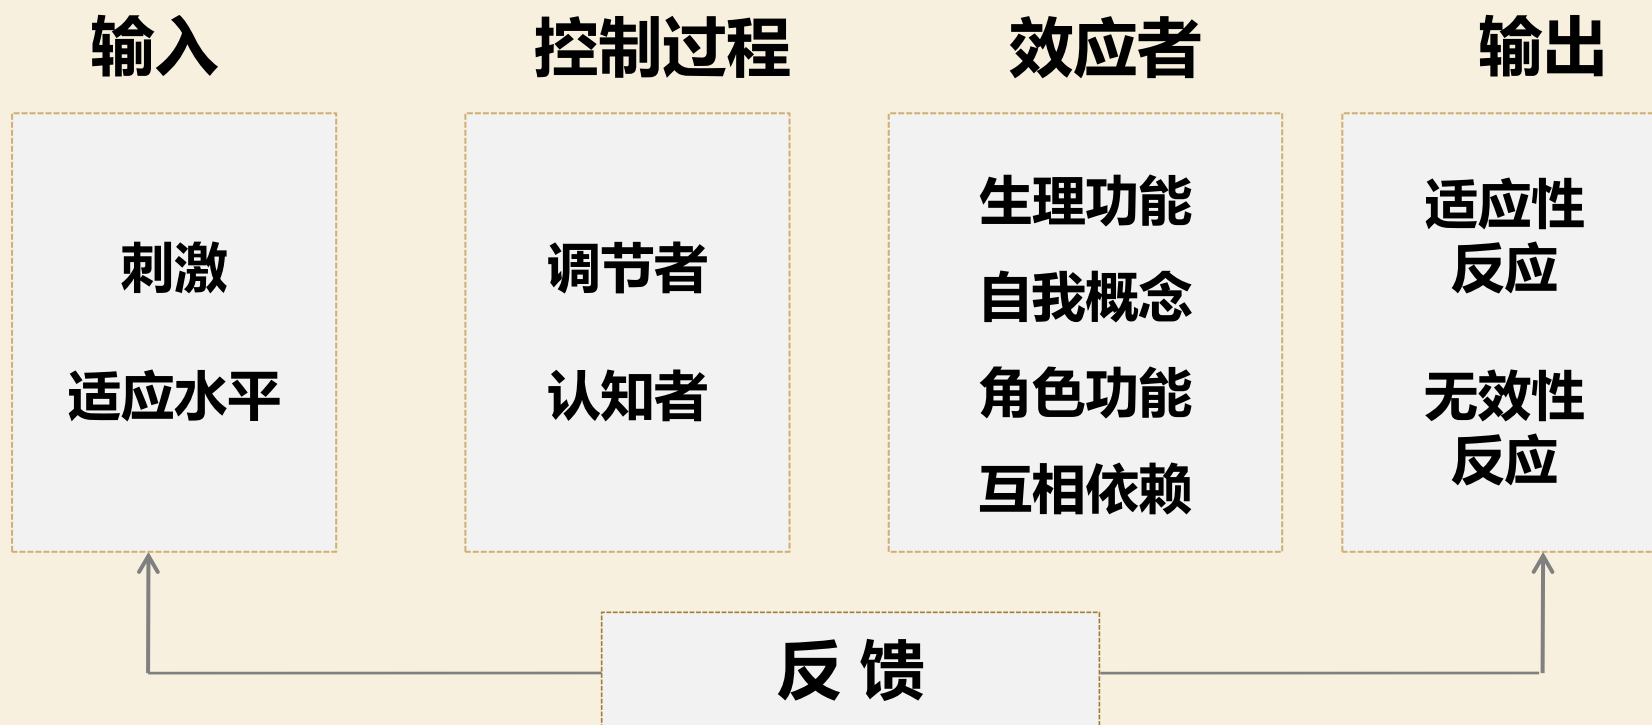 输入
控制过程
效应者
输出
刺激
适应水平
调节者
认知者
生理功能
自我概念
角色功能
互相依赖
适应性
反应
无效性
反应
反 馈